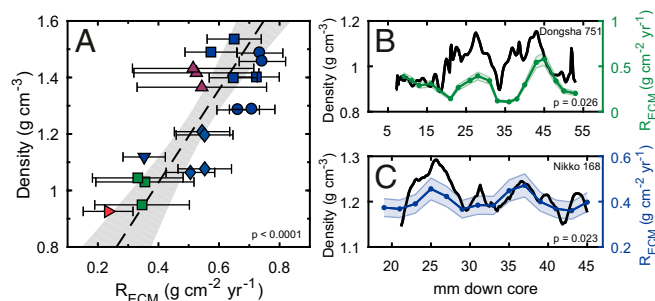 A
Density (g cm⁻³)
1.6
1.4
1.2
1.0
0.8
0.2
0.4
0.6
0.8
p < 0.0001
R_ECM (g cm⁻² yr⁻¹)
B
Dongsha 751
Density (g cm⁻³)
1.2
1
0.8
1
0.5
0
R_ECM (g cm⁻² yr⁻¹)
p = 0.026
5
15
25
35
45
55
C
Nikko 168
Density (g cm⁻³)
1.3
1.2
1.1
0.6
0.4
0.2
R_ECM (g cm⁻² yr⁻¹)
p = 0.023
20
25
30
35
40
45
mm down core